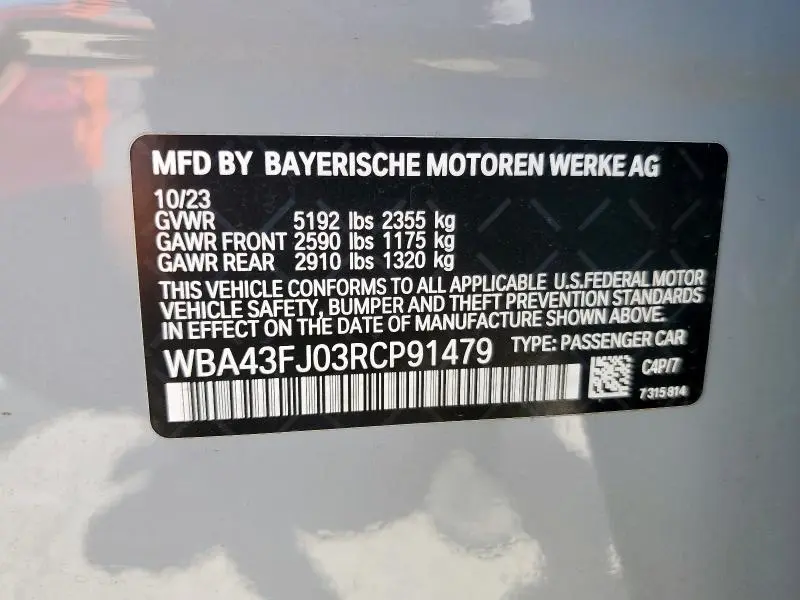 MFD BY BAYERISCHE MOTOREN WERKE AG
10/23
GVWR 5192 lbs 2355 kg
GAWR FRONT 2590 lbs 1175 kg
GAWR REAR 2910 lbs 1320 kg
THIS VEHICLE CONFORMS TO ALL APPLICABLE U.S.FEDERAL MOTOR
VEHICLE SAFETY, BUMPER AND THEFT PREVENTION STANDARDS
IN EFFECT ON THE DATE OF MANUFACTURE SHOWN ABOVE.
WBA43FJ03RCP91479 TYPE: PASSENGER CAR
C4P/7
7315814